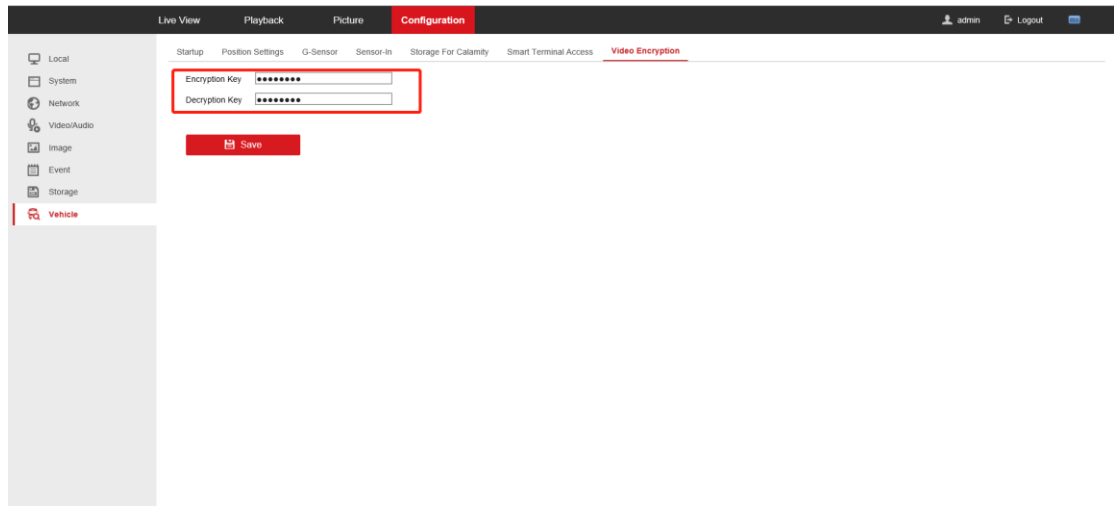 Live View Playback Picture Configuration admin Logout
Startup Position Settings G-Sensor Sensor-In Storage For Calamity Smart Terminal Access Video Encryption
Local
System
Network
Video/Audio
Image
Event
Storage
Vehicle
Encryption Key ●●●●●●●●
Decryption Key ●●●●●●●●
Save